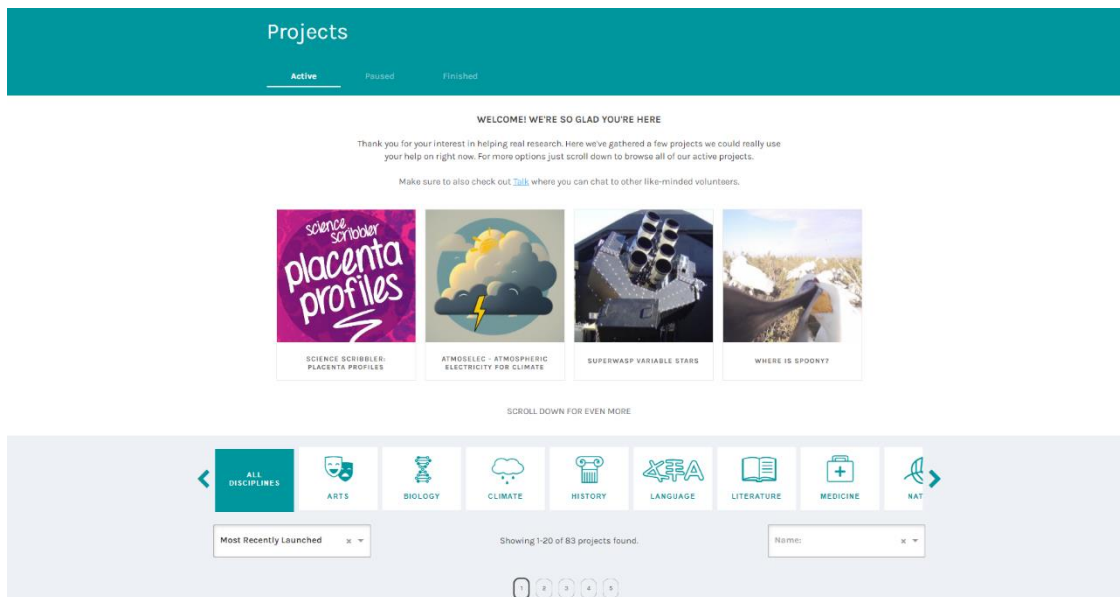 Projects
Active Paused Finished
WELCOME! WE'RE SO GLAD YOU'RE HERE
Thank you for your interest in helping real research. Here we've gathered a few projects we could really use
your help on right now. For more options just scroll down to browse all of our active projects.
Make sure to also check out Talk where you can chat to other like-minded volunteers.
science
scribbler
placenta
profiles
SCIENCE SCRIBBLER:
PLACENTA PROFILES
ATMOSELEC - ATMOSPHERIC
ELECTRICITY FOR CLIMATE
SUPERWASP VARIABLE STARS
WHERE IS SPOONY?
SCROLL DOWN FOR EVEN MORE
ALL
DISCIPLINES
ARTS
BIOLOGY
CLIMATE
HISTORY
LANGUAGE
LITERATURE
MEDICINE
NAT
Most Recently Launched
Showing 1-20 of 83 projects found.
Name:
1 2 3 4 5